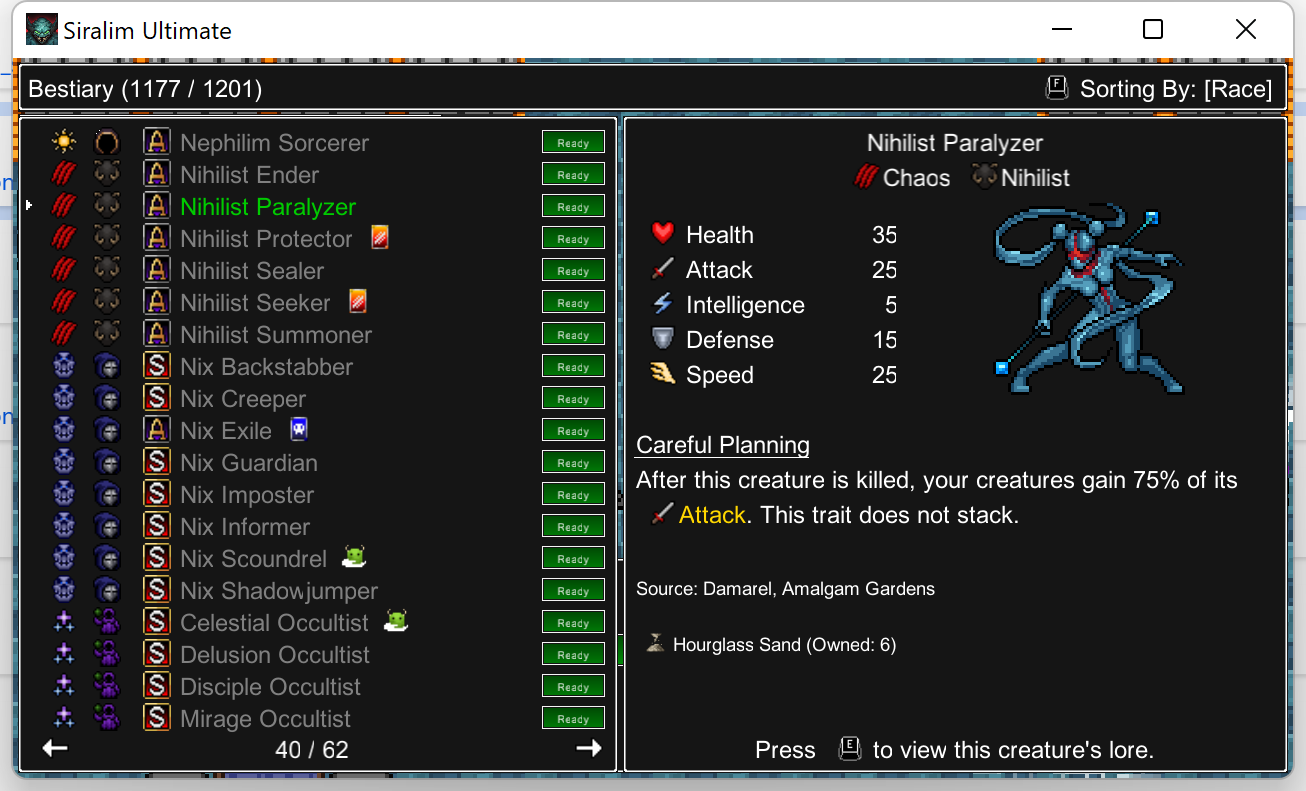 Siralim Ultimate
Bestiary (1177 / 1201)
F Sorting By: [Race]
A Nephilim Sorcerer Ready
A Nihilist Ender Ready
A Nihilist Paralyzer Ready
A Nihilist Protector Ready
A Nihilist Sealer Ready
A Nihilist Seeker Ready
A Nihilist Summoner Ready
S Nix Backstabber Ready
S Nix Creeper Ready
A Nix Exile Ready
S Nix Guardian Ready
S Nix Imposter Ready
S Nix Informer Ready
S Nix Scoundrel Ready
S Nix Shadowjumper Ready
S Celestial Occultist Ready
S Delusion Occultist Ready
S Disciple Occultist Ready
S Mirage Occultist Ready
40 / 62
Nihilist Paralyzer
Chaos Nihilist
Health 35
Attack 25
Intelligence 5
Defense 15
Speed 25
Careful Planning
After this creature is killed, your creatures gain 75% of its
Attack. This trait does not stack.
Source: Damarel, Amalgam Gardens
Hourglass Sand (Owned: 6)
Press E to view this creature's lore.